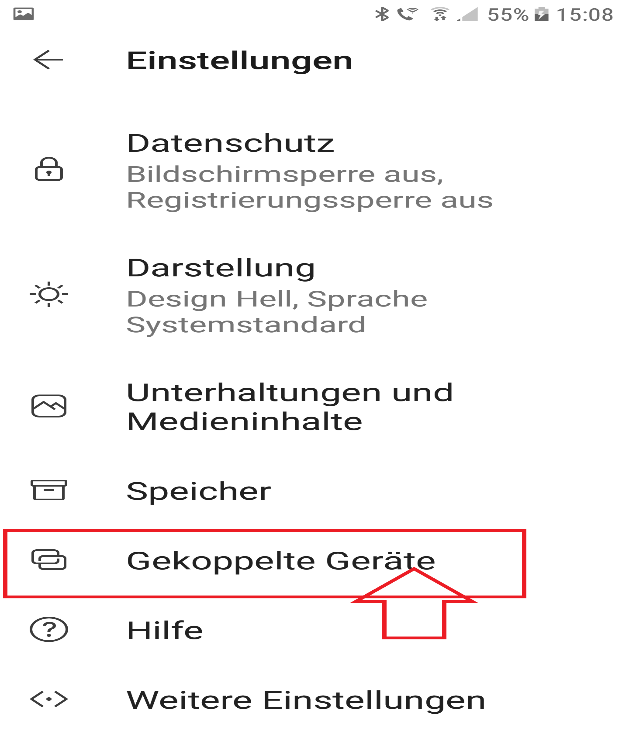 55% 15:08
Einstellungen
Datenschutz
Bildschirmsperre aus,
Registrierungssperre aus
Darstellung
Design Hell, Sprache
Systemstandard
Unterhaltungen und
Medieninhalte
Speicher
Gekoppelte Geräte
Hilfe
Weitere Einstellungen